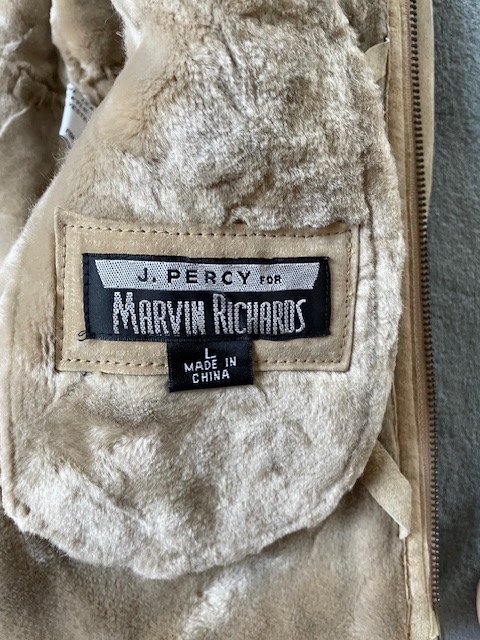 J. PERCY FOR
MARVIN RICHARDS
L
MADE IN
CHINA